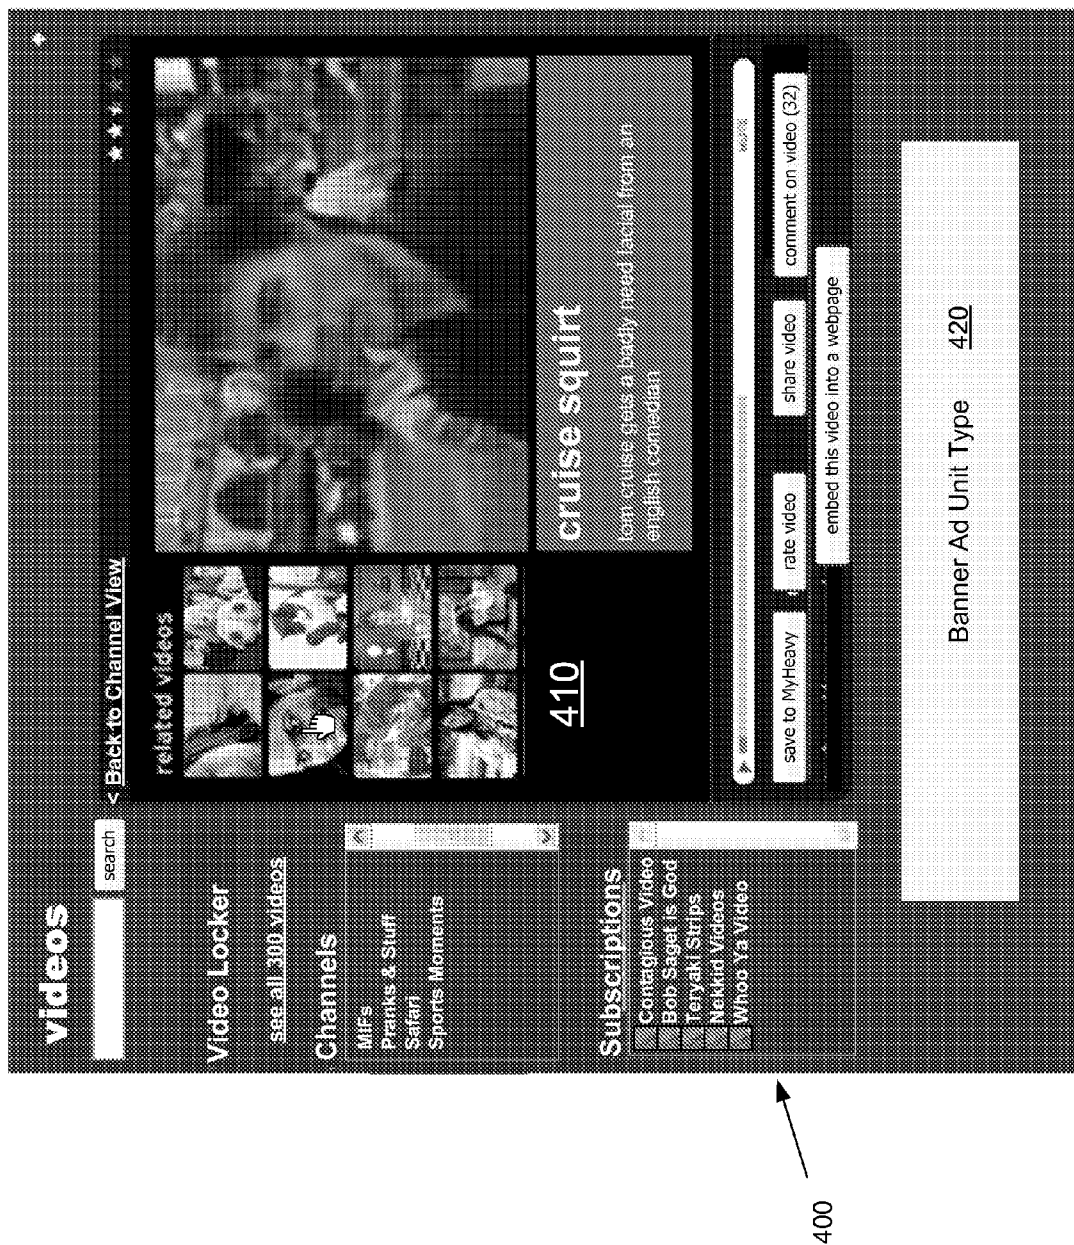 videos
search
< Back to Channel View
Video Locker
see all 300 videos
Channels
MiFs
Pranks & Stuff
Safari
Sports Moments
Subscriptions
Contagious Video
Bob Saget is God
Teryaki Strips
Nekkid Videos
Whoo Ya Video
related videos
410
cruise squirt
tom cruise gets a badly need facial from an
english comedian
save to MyHeavy
rate video
share video
comment on video (32)
embed this video into a webpage
Banner Ad Unit Type 420
400